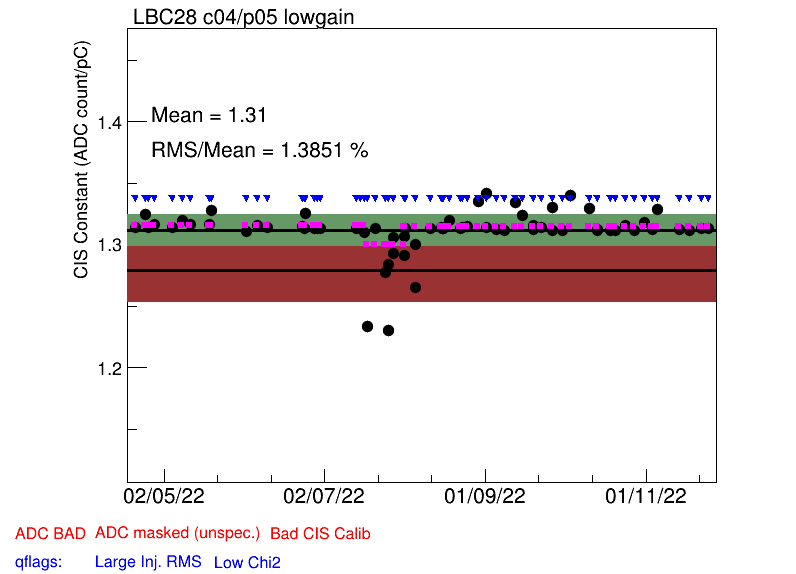 LBC28 c04/p05 lowgain
CIS Constant (ADC count/pC)
Mean = 1.31
RMS/Mean = 1.3851 %
1.4
1.3
1.2
02/05/22 02/07/22 01/09/22 01/11/22
ADC BAD ADC masked (unspec.) Bad CIS Calib
qflags: Large Inj. RMS Low Chi2